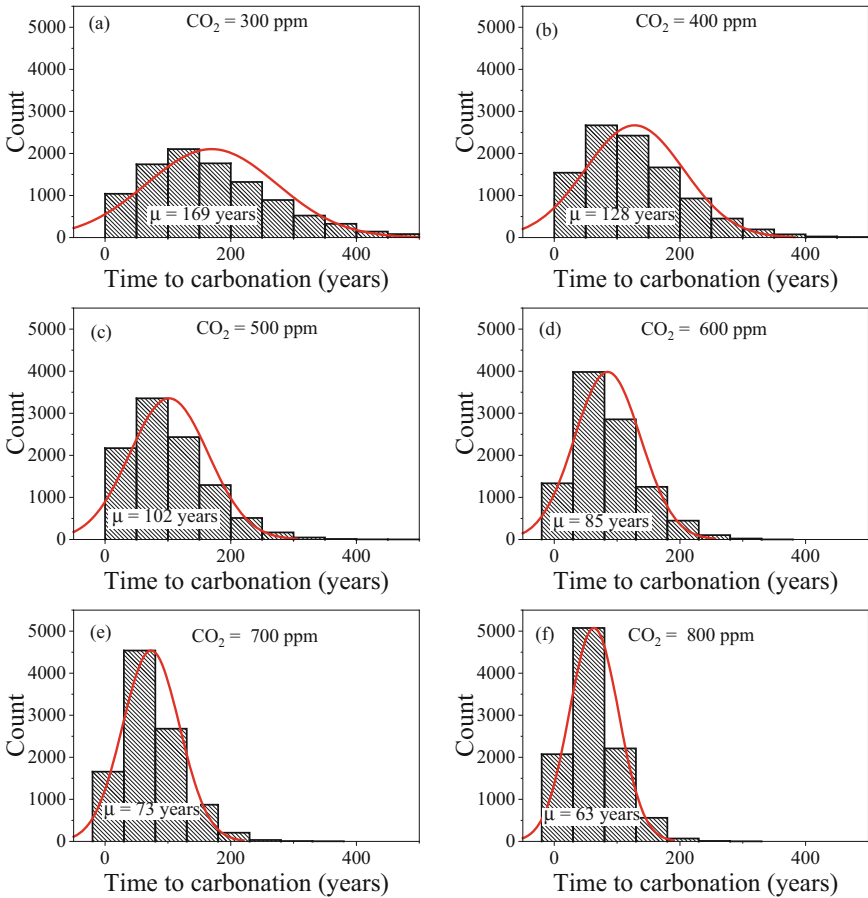 (a)
CO₂ = 300 ppm
5000
4000
3000
2000
1000
0
Count
μ = 169 years
0 200 400
Time to carbonation (years)
(b)
CO₂ = 400 ppm
5000
4000
3000
2000
1000
0
Count
μ = 128 years
0 200 400
Time to carbonation (years)
(c)
CO₂ = 500 ppm
5000
4000
3000
2000
1000
0
Count
μ = 102 years
0 200 400
Time to carbonation (years)
(d)
CO₂ = 600 ppm
5000
4000
3000
2000
1000
0
Count
μ = 85 years
0 200 400
Time to carbonation (years)
(e)
CO₂ = 700 ppm
5000
4000
3000
2000
1000
0
Count
μ = 73 years
0 200 400
Time to carbonation (years)
(f)
CO₂ = 800 ppm
5000
4000
3000
2000
1000
0
Count
μ = 63 years
0 200 400
Time to carbonation (years)